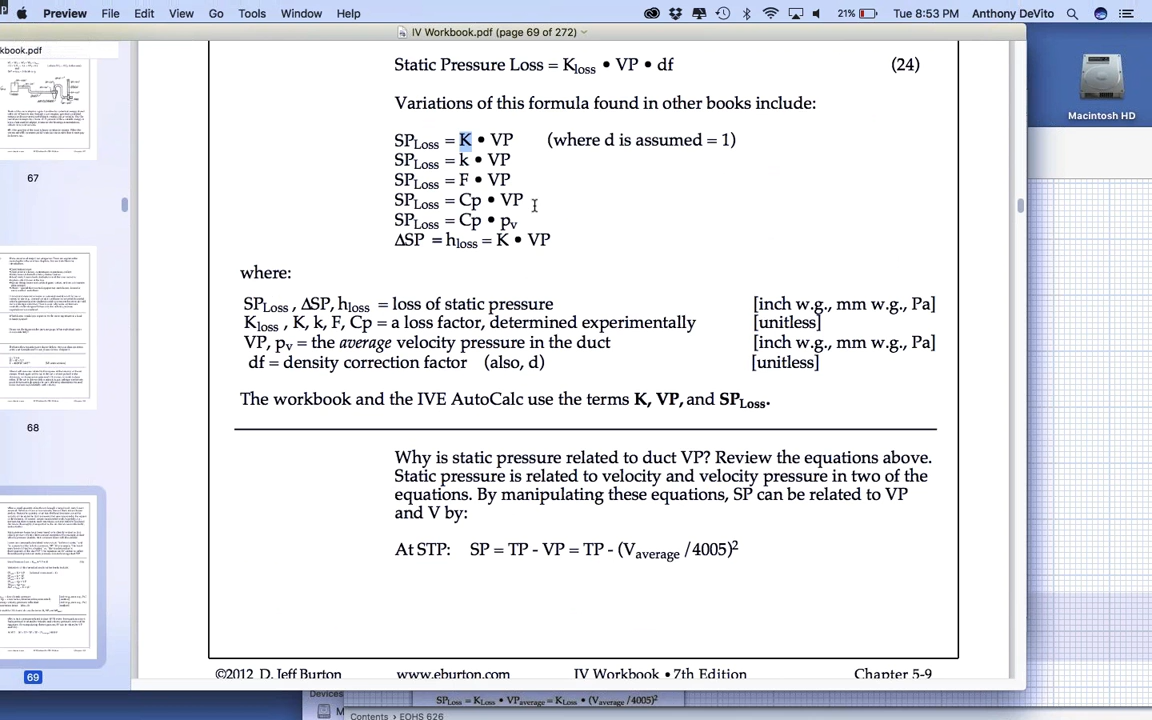 Preview File Edit View Go Tools Window Help 21% Tue 8:53 PM Anthony DeVito
IV Workbook.pdf (page 69 of 272)
kbook.pdf
67
68
69
Macintosh HD
Static Pressure Loss = Kloss • VP • df (24)
Variations of this formula found in other books include:
SPLoss = K • VP (where d is assumed = 1)
SPLoss = k • VP
SPLoss = F • VP
SPLoss = Cp • VP
SPLoss = Cp • pv
ΔSP = hloss = K • VP
where:
SPLoss , ΔSP, hloss = loss of static pressure [inch w.g., mm w.g., Pa]
Kloss , K, k, F, Cp = a loss factor, determined experimentally [unitless]
VP, pv = the average velocity pressure in the duct [inch w.g., mm w.g., Pa]
df = density correction factor (also, d) [unitless]
The workbook and the IVE AutoCalc use the terms K, VP, and SPLoss.
Why is static pressure related to duct VP? Review the equations above.
Static pressure is related to velocity and velocity pressure in two of the
equations. By manipulating these equations, SP can be related to VP
and V by:
At STP: SP = TP - VP = TP - (Vaverage /4005)²
©2012 D. Jeff Burton www.eburton.com IV Workbook • 7th Edition Chapter 5-9
Devices
SPLoss = KLoss • VPaverage = KLoss • (Vaverage /4005)²
Contents › EOHS 626